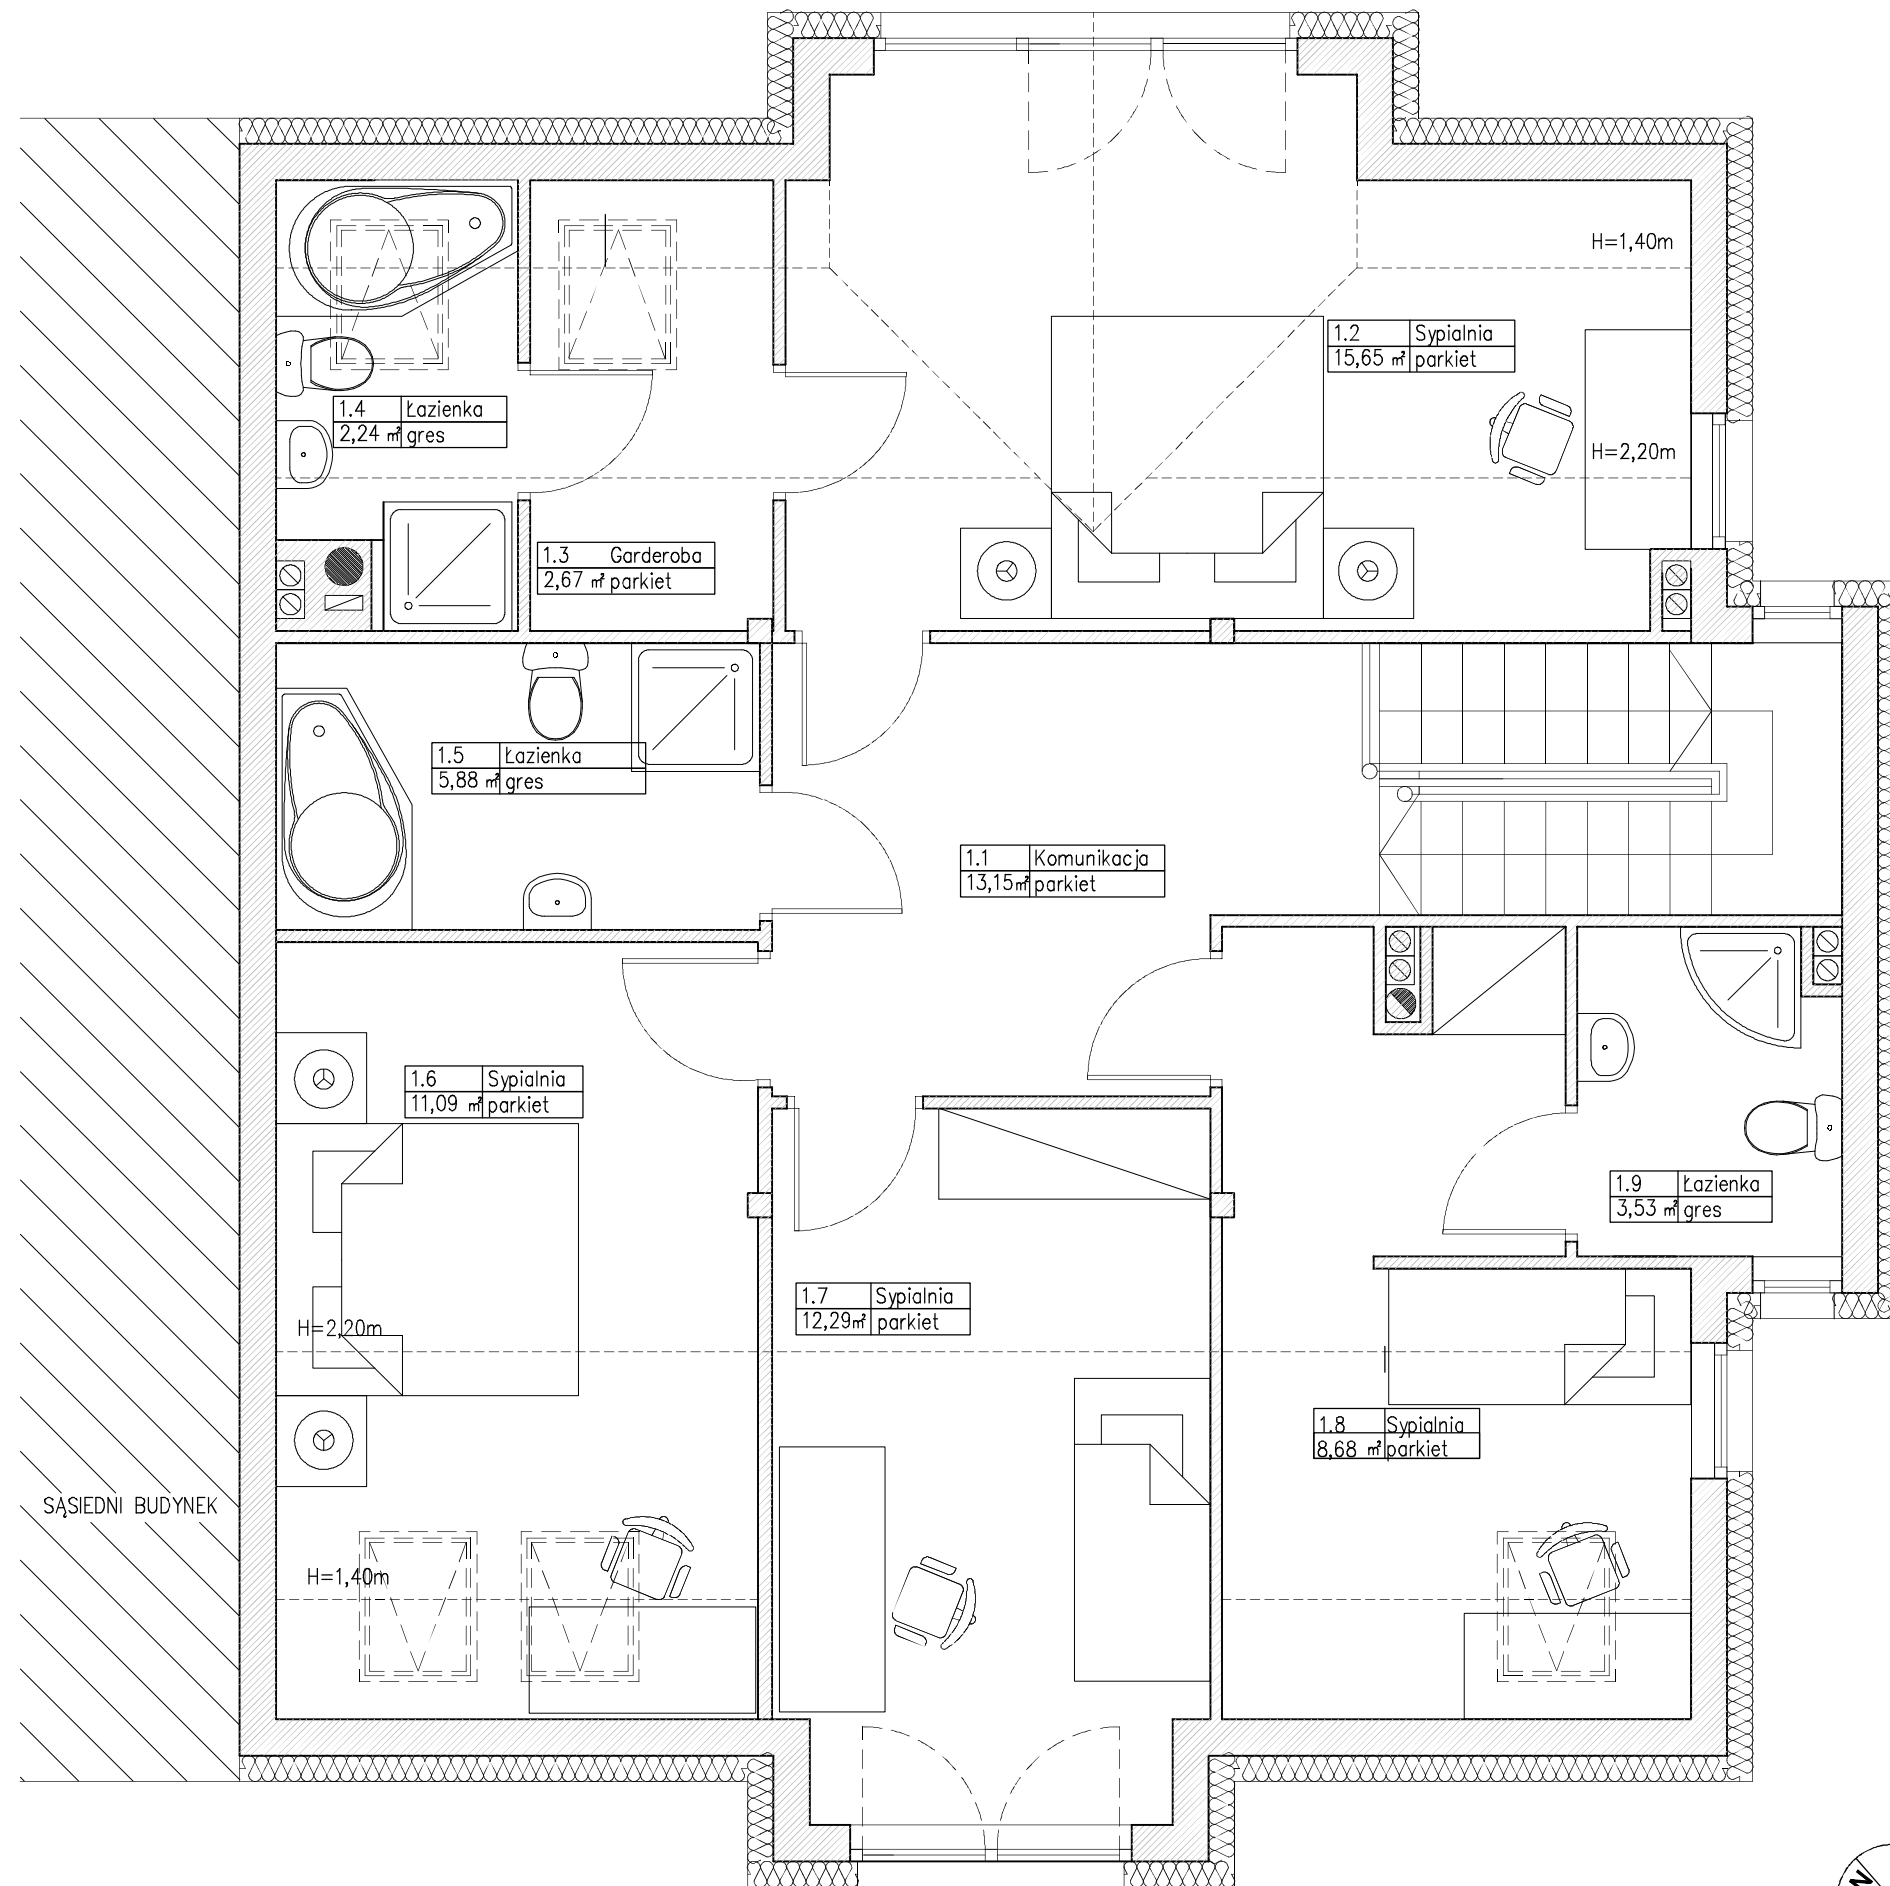 H=1,40m
1.2 Sypialnia
15,65 m² parkiet
1.4 Łazienka
2,24 m² gres
H=2,20m
1.3 Garderoba
2,67 m² parkiet
1.5 Łazienka
5,88 m² gres
1.1 Komunikacja
13,15m² parkiet
1.6 Sypialnia
11,09 m² parkiet
1.9 Łazienka
3,53 m² gres
1.7 Sypialnia
12,29m² parkiet
H=2,20m
1.8 Sypialnia
8,68 m² parkiet
SĄSIEDNI BUDYNEK
H=1,40m
N